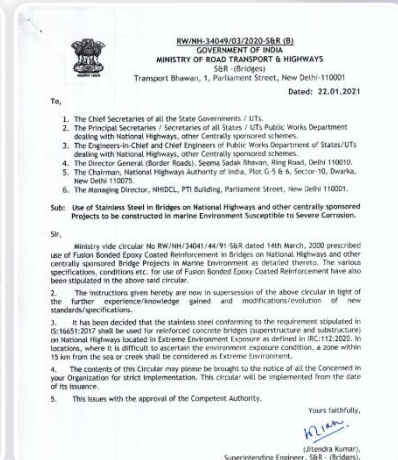 RW/NH-34049/03/2020-S&R (B)
GOVERNMENT OF INDIA
MINISTRY OF ROAD TRANSPORT & HIGHWAYS
S&R -(Bridges)
Transport Bhawan, 1, Parliament Street, New Delhi-110001
Dated: 22.01.2021
To,
1. The Chief Secretaries of all the State Governments / UTs.
2. The Principal Secretaries / Secretaries of all States / UTs Public Works Department
dealing with National Highways, other Centrally sponsored schemes.
3. The Engineers-in-Chief and Chief Engineers of Public Works Department of States/UTs
dealing with National Highways, other Centrally sponsored schemes.
4. The Director General (Border Roads), Seema Sadak Bhavan, Ring Road, Delhi 110010.
5. The Chairman, National Highways Authority of India, Plot G-5 & 6, Sector-10, Dwarka,
New Delhi 110075.
6. The Managing Director, NHIDCL, PTI Building, Parliament Street, New Delhi 110001.
Sub: Use of Stainless Steel in Bridges on National Highways and other centrally sponsored
Projects to be constructed in marine Environment Susceptible to Severe Corrosion.
Sir,
Ministry vide circular No RW/NH/34041/44/91-S&R dated 14th March, 2000 prescribed
use of Fusion Bonded Epoxy Coated Reinforcement in Bridges on National Highways and other
centrally sponsored Bridge Projects in Marine Environment as detailed thereto. The various
specifications, conditions etc. for use of Fusion Bonded Epoxy Coated Reinforcement have also
been stipulated in the above said circular.
2. The instructions given hereby are now in supersession of the above circular in light of
the further experience/knowledge gained and modifications/evolution of new
standards/specifications.
3. It has been decided that the stainless steel conforming to the requirement stipulated in
IS:16651:2017 shall be used for reinforced concrete bridges (superstructure and substructure)
on National Highways located in Extreme Environment Exposure as defined in IRC:112:2020. In
locations, where it is difficult to ascertain the environment exposure condition, a zone within
15 km from the sea or creek shall be considered as Extreme Environment.
4. The contents of this Circular may please be brought to the notice of all the Concerned in
your Organization for strict implementation. This circular will be implemented from the date
of its issuance.
5. This issues with the approval of the Competent Authority.
Yours faithfully,
(Jitendra Kumar),
Superintending Engineer, S&R - (Bridges),